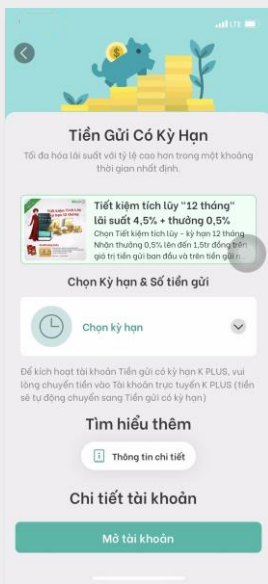 LTE
Tiền Gửi Có Kỳ Hạn
Tối đa hóa lãi suất với tỷ lệ cao hơn trong một khoảng
thời gian nhất định.
Tiết kiệm tích lũy "12 tháng"
lãi suất 4,5% + thưởng 0,5%
Chọn Tiết kiệm tích lũy - kỳ hạn 12 tháng
Nhận thưởng 0,5% lên đến 1,5tr đồng trên
giá trị tiền gửi ban đầu và trên tiền gửi
Chọn Kỳ hạn & Số tiền gửi
Chọn kỳ hạn
Để kích hoạt tài khoản Tiền gửi có kỳ hạn K PLUS, vui
lòng chuyển tiền vào Tài khoản trực tuyến K PLUS (tiền
sẽ tự động chuyển sang Tiền gửi có kỳ hạn)
Tìm hiểu thêm
Thông tin chi tiết
Chi tiết tài khoản
Mở tài khoản